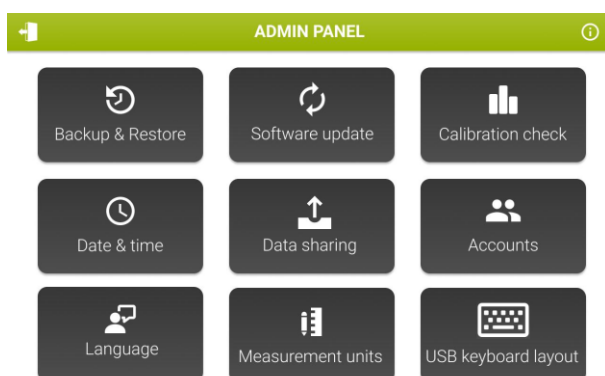 ADMIN PANEL
Backup & Restore
Software update
Calibration check
Date & time
Data sharing
Accounts
Language
Measurement units
USB keyboard layout